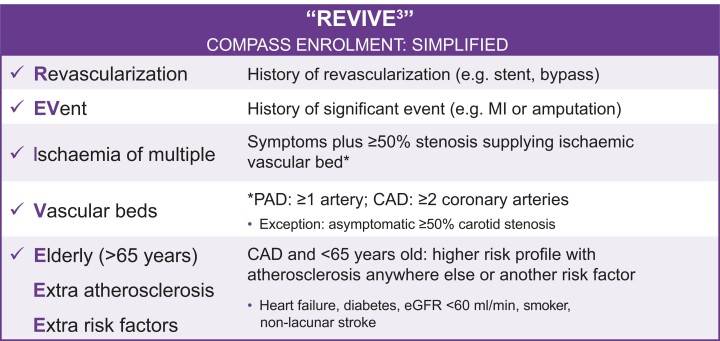 “REVIVE³”
COMPASS ENROLMENT: SIMPLIFIED
✓ Revascularization
History of revascularization (e.g. stent, bypass)
✓ EVent
History of significant event (e.g. MI or amputation)
✓ Ischaemia of multiple
Symptoms plus ≥50% stenosis supplying ischaemic
vascular bed*
✓ Vascular beds
*PAD: ≥1 artery; CAD: ≥2 coronary arteries
• Exception: asymptomatic ≥50% carotid stenosis
✓ Elderly (>65 years)
Extra atherosclerosis
Extra risk factors
CAD and <65 years old: higher risk profile with
atherosclerosis anywhere else or another risk factor
• Heart failure, diabetes, eGFR <60 ml/min, smoker,
non-lacunar stroke